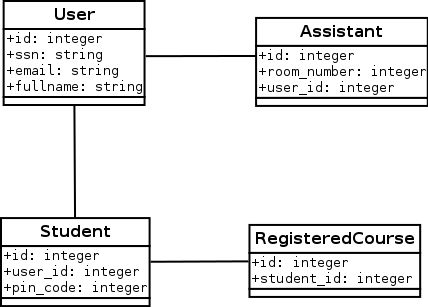 User
+id: integer
+ssn: string
+email: string
+fullname: string
Assistant
+id: integer
+room_number: integer
+user_id: integer
Student
+id: integer
+user_id: integer
+pin_code: integer
RegisteredCourse
+id: integer
+student_id: integer